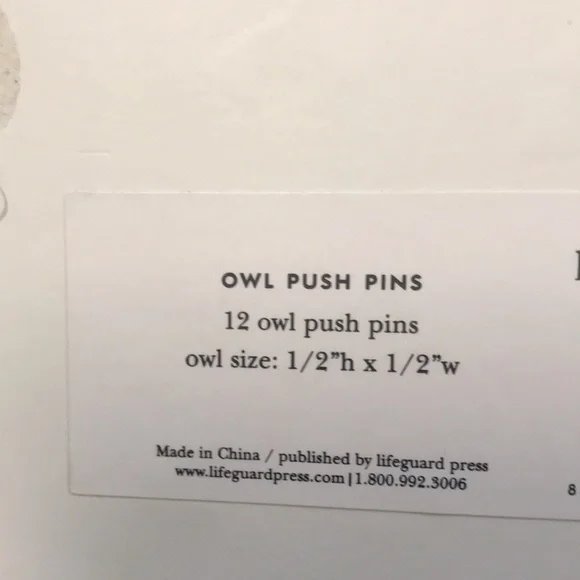 OWL PUSH PINS
12 owl push pins
owl size: 1/2”h x 1/2”w
Made in China / published by lifeguard press
www.lifeguardpress.com | 1.800.992.3006
8